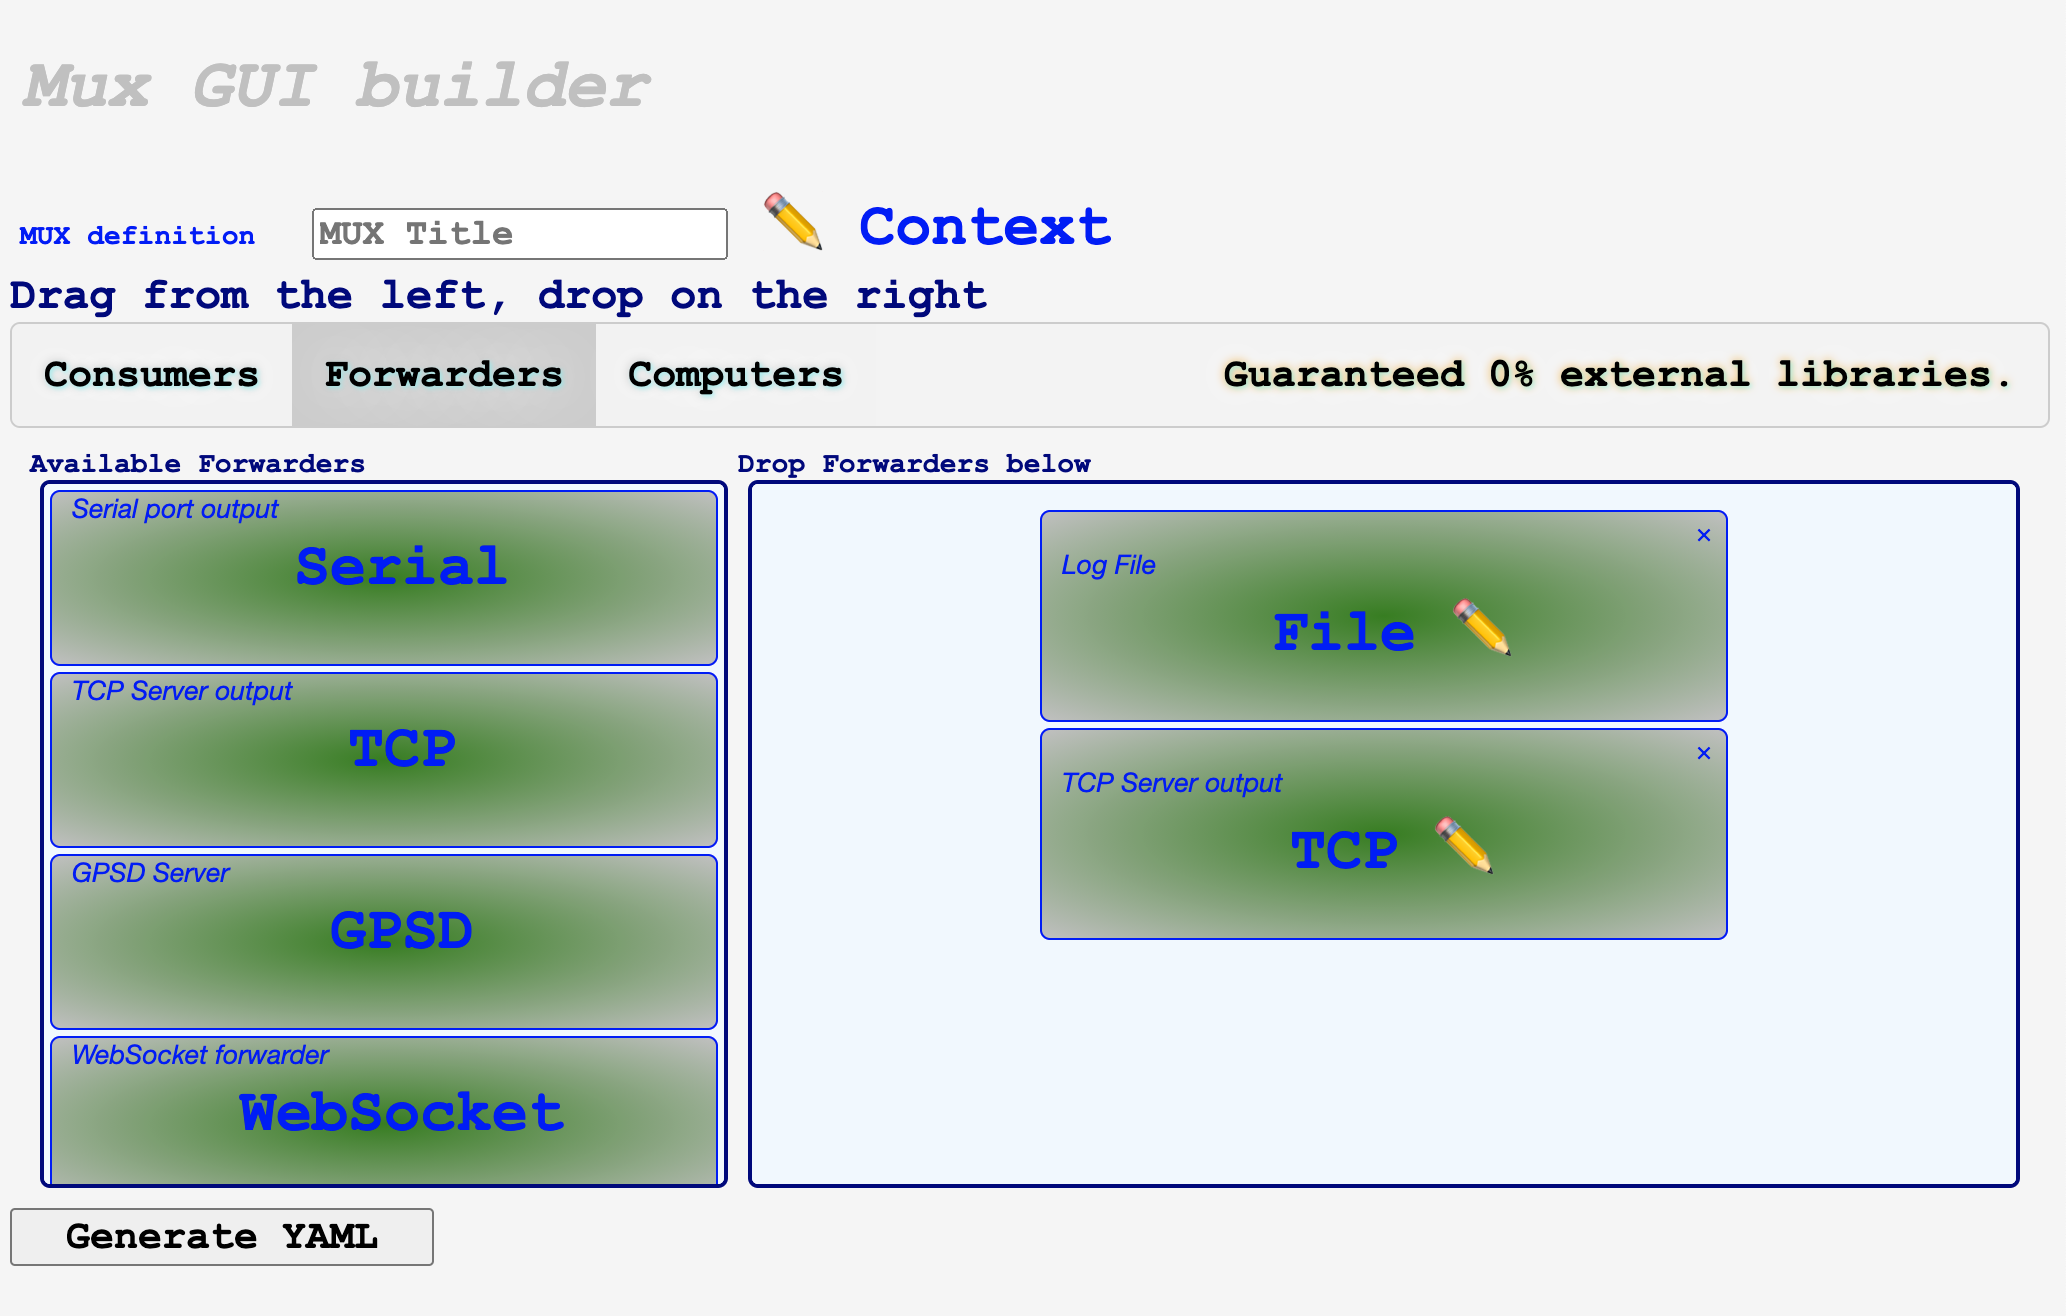 Mux GUI builder
MUX definition MUX Title Context
Drag from the left, drop on the right
Consumers Forwarders Computers Guaranteed 0% external libraries.
Available Forwarders
Serial port output
Serial
TCP Server output
TCP
GPSD Server
GPSD
WebSocket forwarder
WebSocket
Drop Forwarders below
×
Log File
File
×
TCP Server output
TCP
Generate YAML